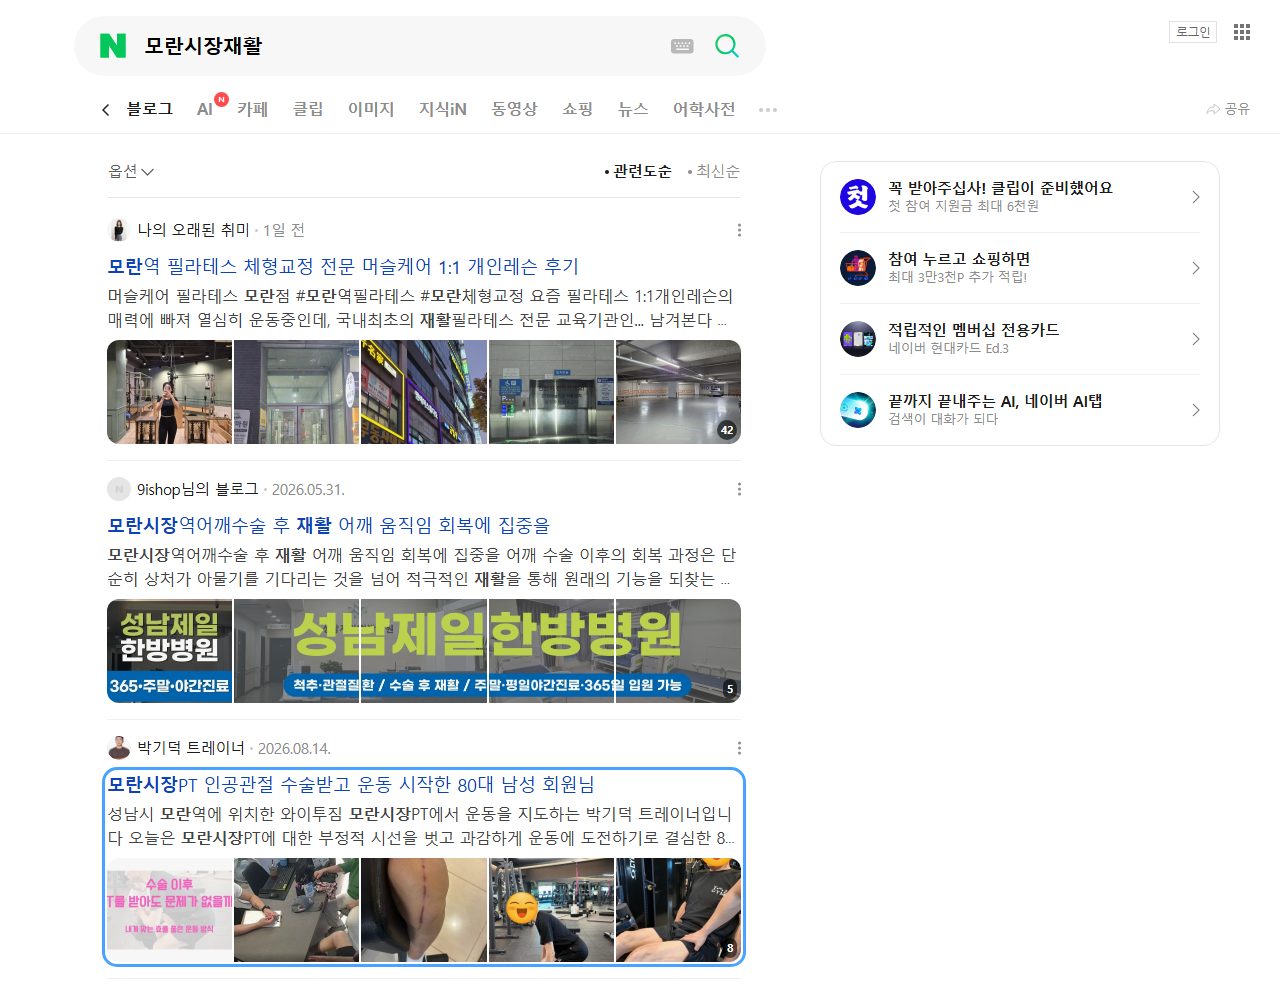 모란시장재활
로그인
블로그 AI N 카페 클립 이미지 지식iN 동영상 쇼핑 뉴스 어학사전
공유
옵션
• 관련도순 • 최신순
나의 오래된 취미 · 1일 전
모란역 필라테스 체형교정 전문 머슬케어 1:1 개인레슨 후기
머슬케어 필라테스 모란점 #모란역필라테스 #모란체형교정 요즘 필라테스 1:1개인레슨의
매력에 빠져 열심히 운동중인데, 국내최초의 재활필라테스 전문 교육기관인... 남겨본다 ...
42
9ishop님의 블로그 · 2026.05.31.
모란시장역어깨수술 후 재활 어깨 움직임 회복에 집중을
모란시장역어깨수술 후 재활 어깨 움직임 회복에 집중을 어깨 수술 이후의 회복 과정은 단
순히 상처가 아물기를 기다리는 것을 넘어 적극적인 재활을 통해 원래의 기능을 되찾는 ...
성남제일
한방병원
365·주말·야간진료
성남제일한방병원
척추·관절질환 / 수술 후 재활 / 주말·평일야간진료·365일 입원 가능
5
박기덕 트레이너 · 2026.08.14.
모란시장PT 인공관절 수술받고 운동 시작한 80대 남성 회원님
성남시 모란역에 위치한 와이투짐 모란시장PT에서 운동을 지도하는 박기덕 트레이너입니
다 오늘은 모란시장PT에 대한 부정적 시선을 벗고 과감하게 운동에 도전하기로 결심한 8...
수술 이후
T를 받아도 문제가 없을까
내게 맞는 효율 좋은 운동 방식
8
첫
꼭 받아주십사! 클립이 준비했어요
첫 참여 지원금 최대 6천원
참여 누르고 쇼핑하면
최대 3만3천P 추가 적립!
적립적인 멤버십 전용카드
네이버 현대카드 Ed.3
끝까지 끝내주는 AI, 네이버 AI탭
검색이 대화가 되다